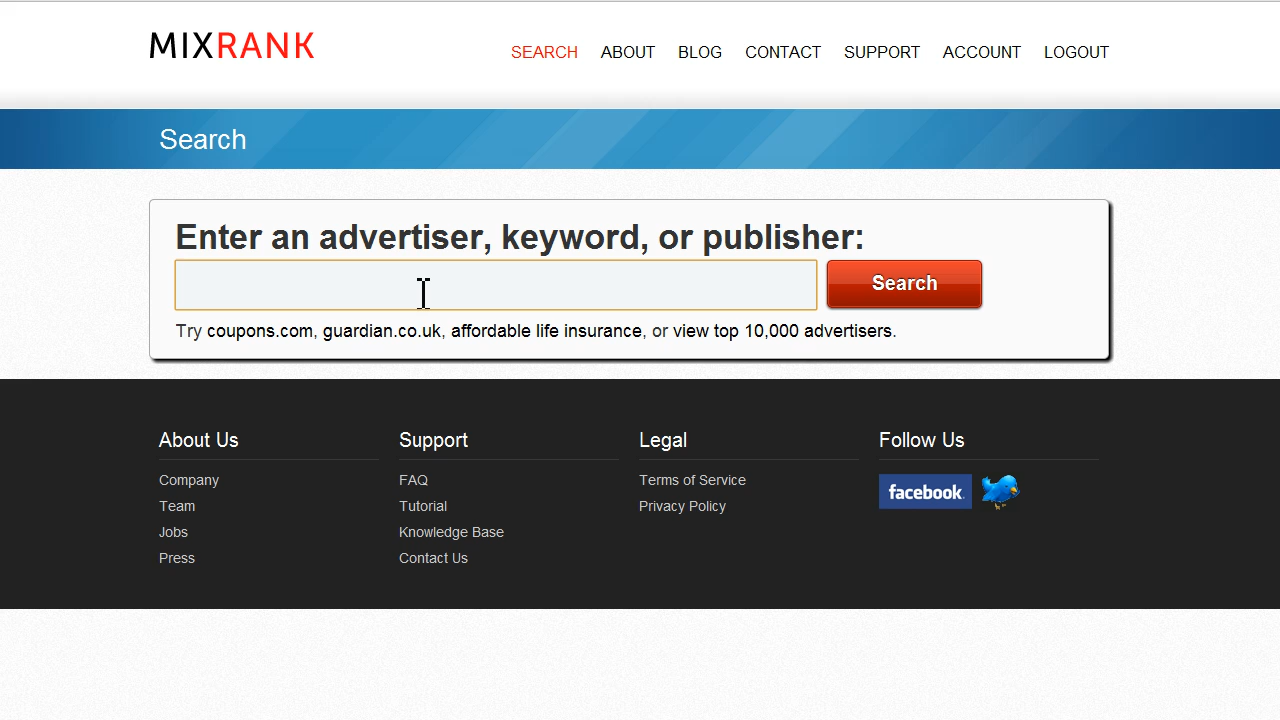 MIXRANK
SEARCH ABOUT BLOG CONTACT SUPPORT ACCOUNT LOGOUT
Search
Enter an advertiser, keyword, or publisher:
Search
Try coupons.com, guardian.co.uk, affordable life insurance, or view top 10,000 advertisers.
About Us
Company
Team
Jobs
Press
Support
FAQ
Tutorial
Knowledge Base
Contact Us
Legal
Terms of Service
Privacy Policy
Follow Us
facebook